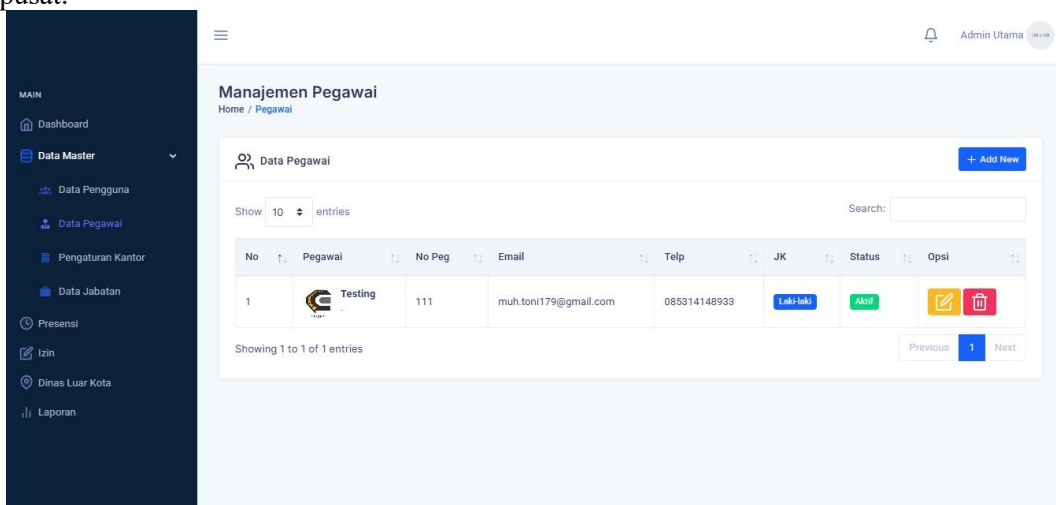 pusat.
Admin Utama
MAIN
Dashboard
Data Master
Data Pengguna
Data Pegawai
Pengaturan Kantor
Data Jabatan
Presensi
Izin
Dinas Luar Kota
Laporan
Manajemen Pegawai
Home / Pegawai
Data Pegawai
+ Add New
Show 10 entries
Search:
No Pegawai No Peg Email Telp JK Status Opsi
1 Testing 111 muh.toni179@gmail.com 085314148933 Laki-laki Aktif
-
Showing 1 to 1 of 1 entries
Previous 1 Next